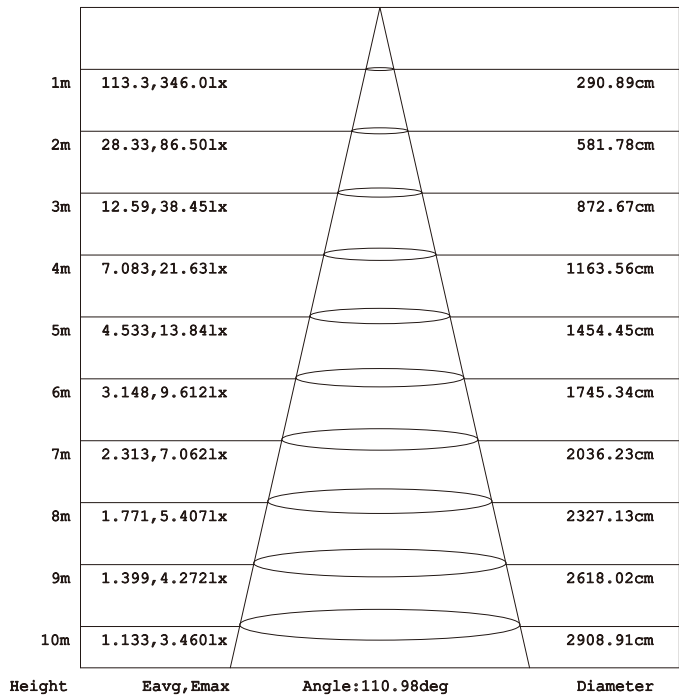 1m 113.3,346.0lx 290.89cm
2m 28.33,86.50lx 581.78cm
3m 12.59,38.45lx 872.67cm
4m 7.083,21.63lx 1163.56cm
5m 4.533,13.84lx 1454.45cm
6m 3.148,9.612lx 1745.34cm
7m 2.313,7.062lx 2036.23cm
8m 1.771,5.407lx 2327.13cm
9m 1.399,4.272lx 2618.02cm
10m 1.133,3.460lx 2908.91cm
Height Eavg,Emax Angle:110.98deg Diameter